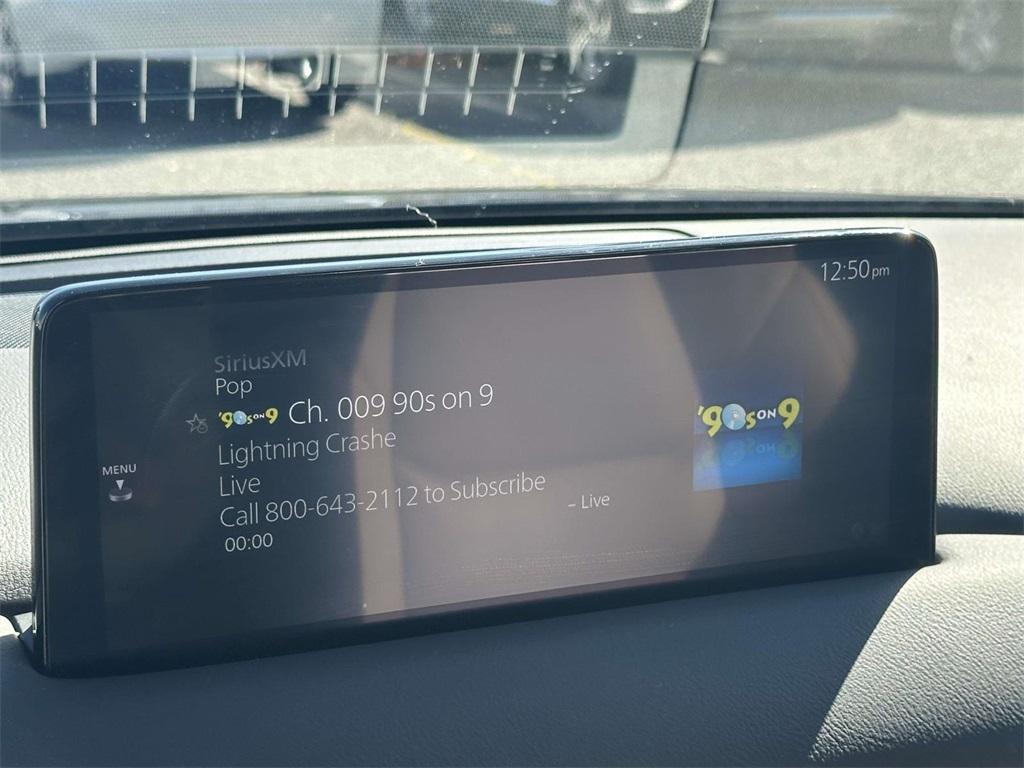 12:50pm
SiriusXM
Pop
'90s ON 9 Ch. 009 90s on 9
'90s ON 9
Lightning Crashe
Live
MENU
Call 800-643-2112 to Subscribe
– Live
00:00